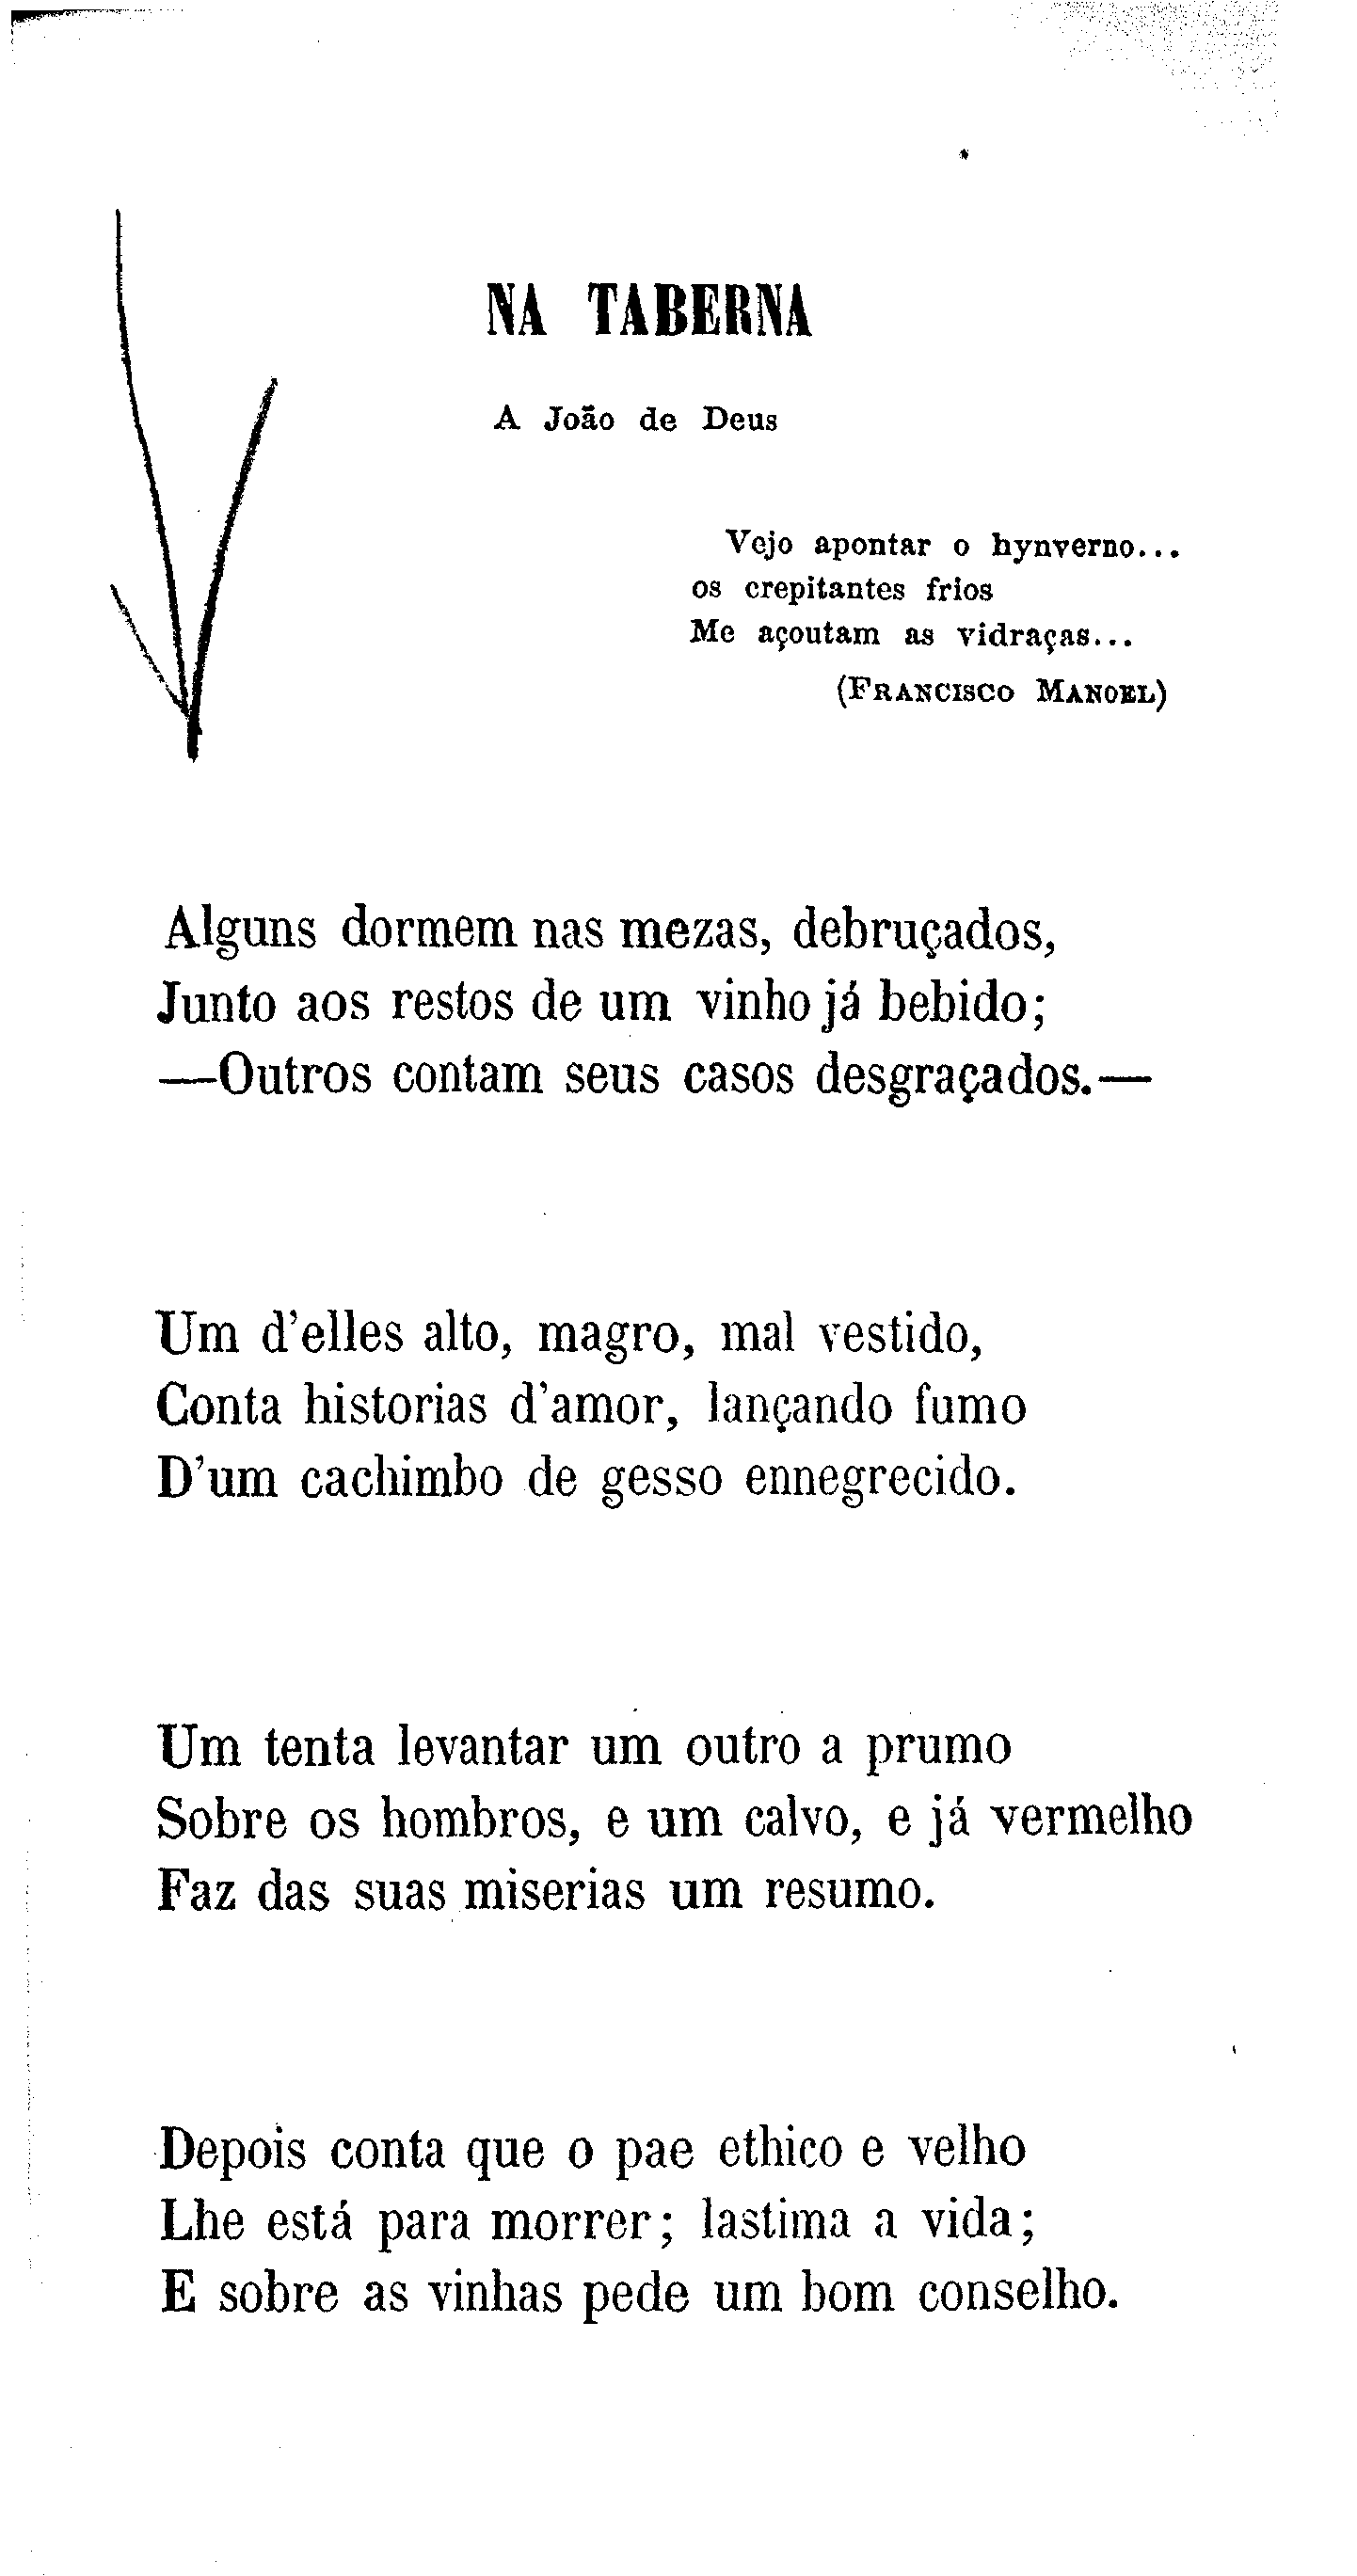 NA TABERNA
A João de Deus
Vejo apontar o hynverno...
os crepitantes frios
Me açoutam as vidraças...
(FRANCISCO MANOEL)
Alguns dormem nas mezas, debruçados,
Junto aos restos de um vinho já bebido;
—Outros contam seus casos desgraçados.—
Um d'elles alto, magro, mal vestido,
Conta historias d'amor, lançando fumo
D'um cachimbo de gesso ennegrecido.
Um tenta levantar um outro a prumo
Sobre os hombros, e um calvo, e já vermelho
Faz das suas miserias um resumo.
Depois conta que o pae ethico e velho
Lhe está para morrer; lastima a vida;
E sobre as vinhas pede um bom conselho.